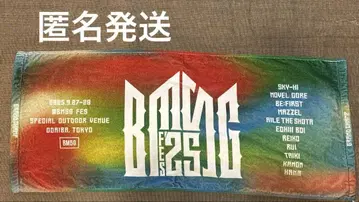 匿名発送
2025.9.27-28
BMSG FES
SPECIAL OUTDOOR VENUE
ODAIBA, TOKYO
BMSG
BMSG
FES
25
SKY-HI
NOVEL CORE
BE:FIRST
MAZZEL
AILE THE SHOTA
EDHIII BOI
REIKO
RUI
TAIKI
KANON
HANA